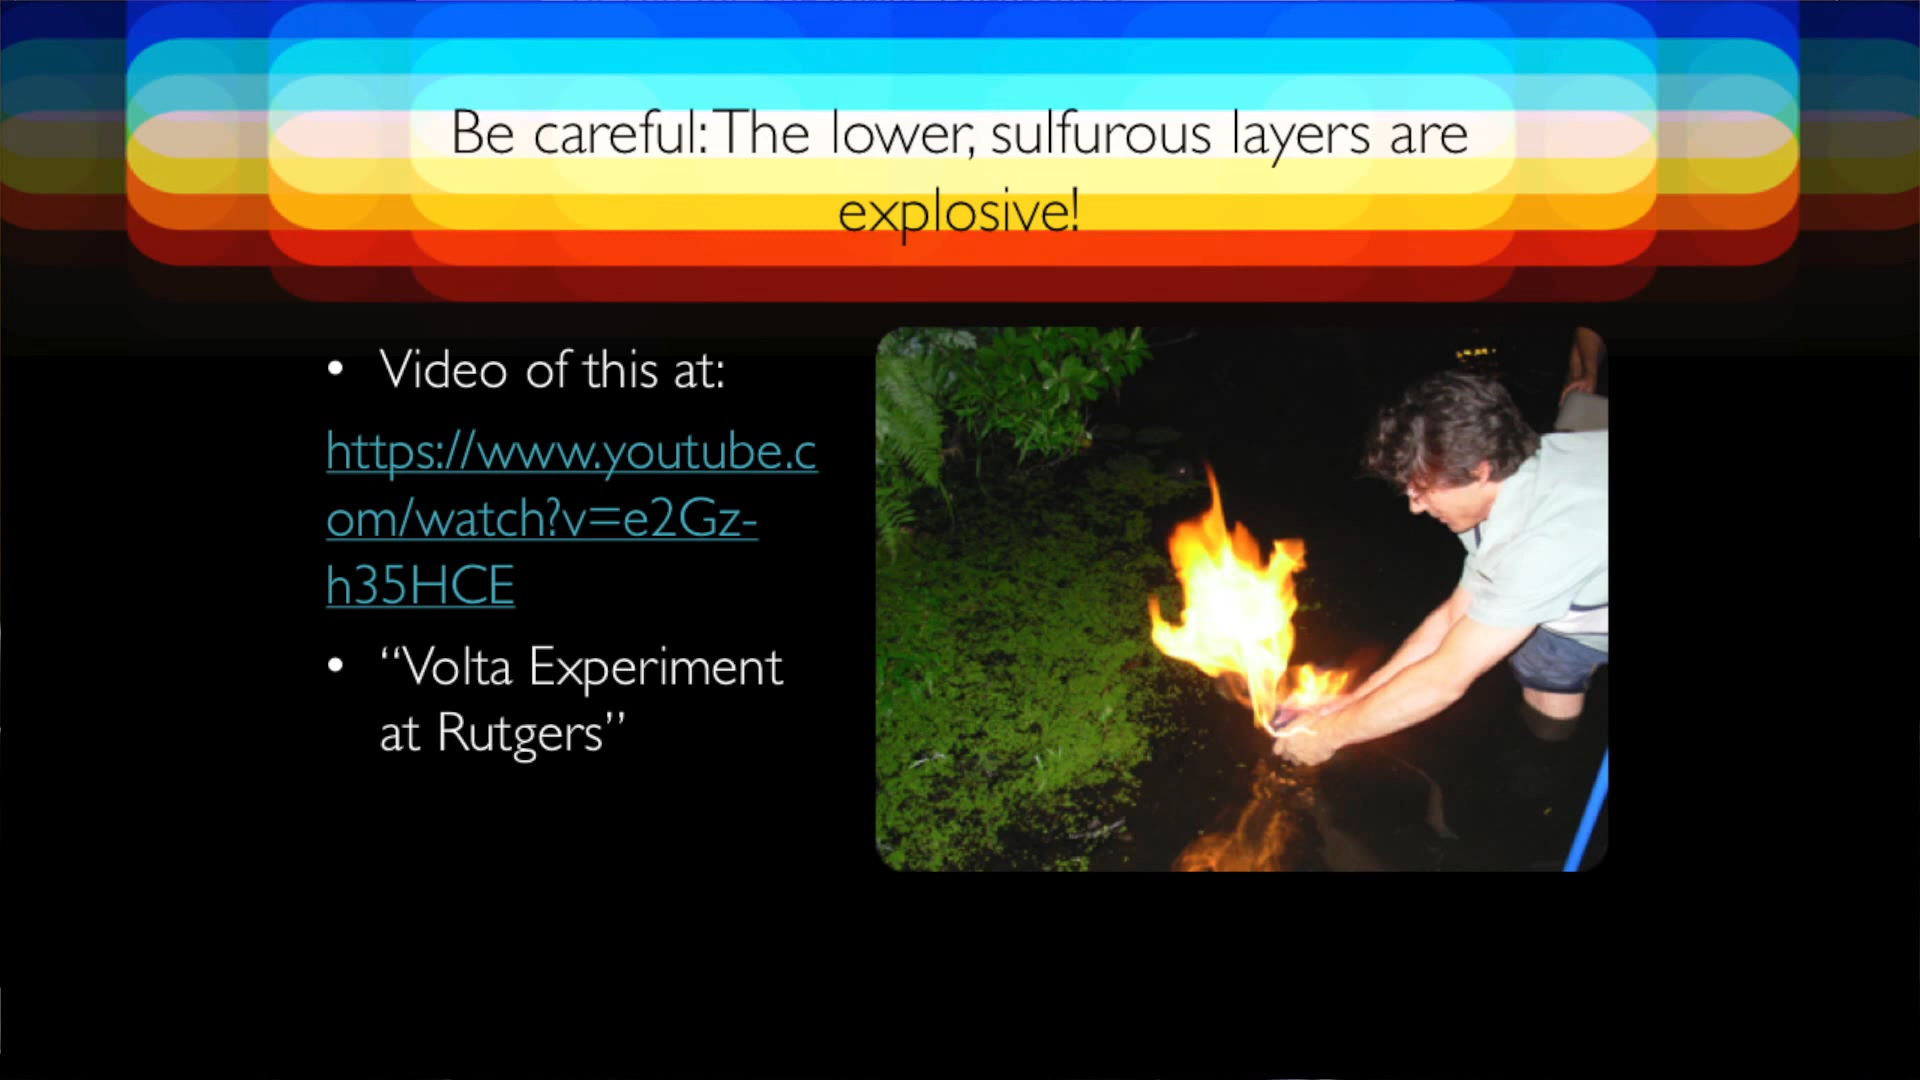 Be careful: The lower, sulfurous layers are
explosive!
• Video of this at:
https://www.youtube.c
om/watch?v=e2Gz-
h35HCE
• “Volta Experiment
at Rutgers”